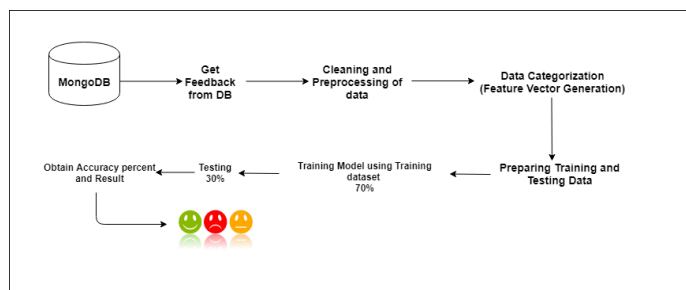 MongoDB
Get
Feedback
from DB
Cleaning and
Preprocessing of
data
Data Categorization
(Feature Vector Generation)
Preparing Training and
Testing Data
Training Model using Training
dataset
70%
Testing
30%
Obtain Accuracy percent
and Result